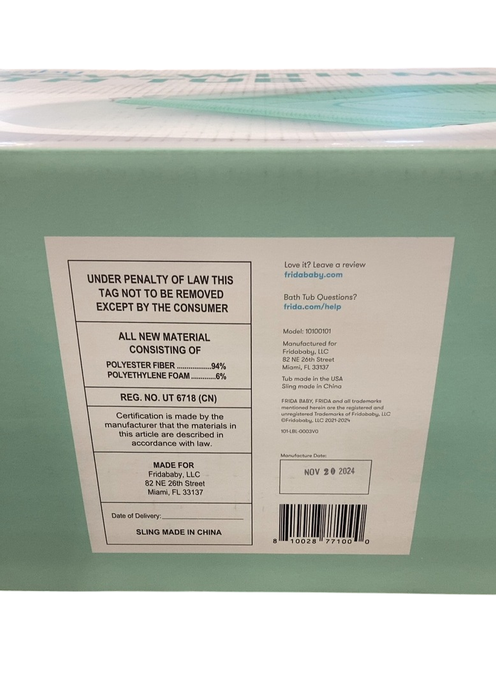 UNDER PENALTY OF LAW THIS
TAG NOT TO BE REMOVED
EXCEPT BY THE CONSUMER
ALL NEW MATERIAL
CONSISTING OF
POLYESTER FIBER ..............94%
POLYETHYLENE FOAM ..........6%
REG. NO. UT 6718 (CN)
Certification is made by the
manufacturer that the materials in
this article are described in
accordance with law.
MADE FOR
Fridababy, LLC
82 NE 26th Street
Miami, FL 33137
Date of Delivery:
SLING MADE IN CHINA
Love it? Leave a review
fridababy.com
Bath Tub Questions?
frida.com/help
Model: 10100101
Manufactured for
Fridababy, LLC
82 NE 26th Street
Miami, FL 33137
Tub made in the USA
Sling made in China
FRIDA BABY, FRIDA and all trademarks
mentioned herein are the registered and
unregistered Trademarks of Fridababy, LLC
©Fridababy, LLC 2021-2024
101-LBL-0003V0
Manufacture Date:
NOV 20 2024
8 10028 77100 0